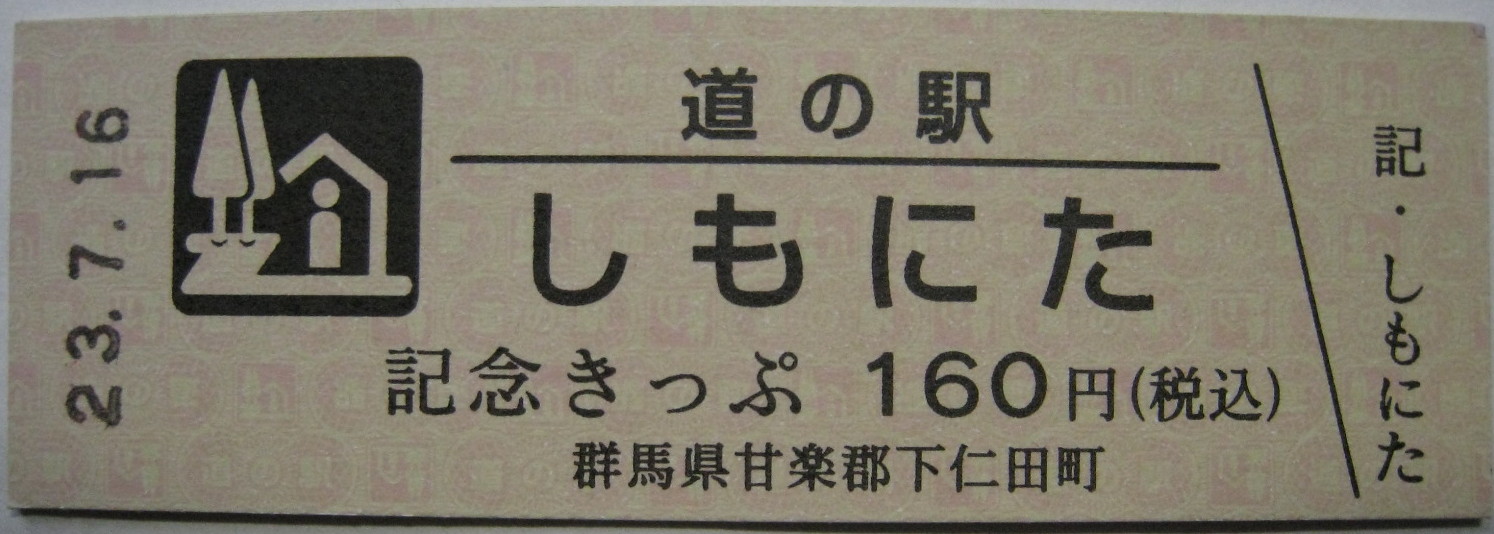 23.7.16
道の駅
しもにた
記念きっぷ 160円(税込)
群馬県甘楽郡下仁田町
記・しもにた